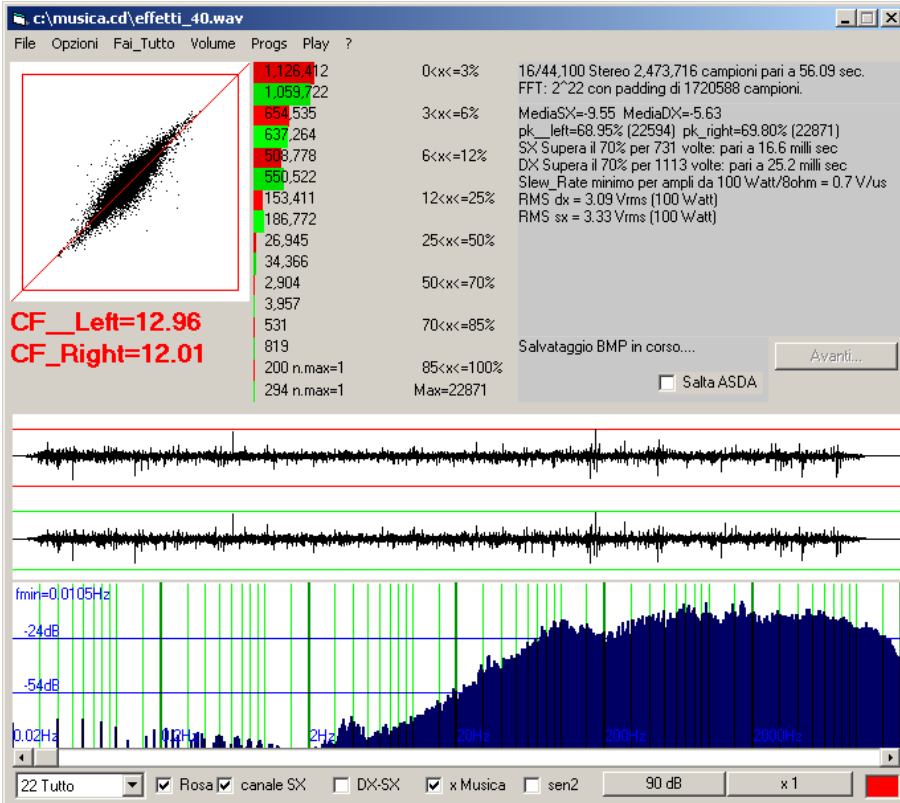 c:\musica.cd\effetti_40.wav
File Opzioni Fai_Tutto Volume Progs Play ?
1,126,412 0<x<=3%
1,059,722
654,535 3<x<=6%
637,264
508,778 6<x<=12%
550,522
153,411 12<x<=25%
186,772
26,945 25<x<=50%
34,366
2,904 50<x<=70%
3,957
531 70<x<=85%
819
200 n.max=1 85<x<=100%
294 n.max=1 Max=22871
CF__Left=12.96
CF_Right=12.01
16/44,100 Stereo 2,473,716 campioni pari a 56.09 sec.
FFT: 2^22 con padding di 1720588 campioni.
MediaSX=-9.55 MediaDX=-5.63
pk__left=68.95% (22594) pk_right=69.80% (22871)
SX Supera il 70% per 731 volte: pari a 16.6 milli sec
DX Supera il 70% per 1113 volte: pari a 25.2 milli sec
Slew_Rate minimo per ampli da 100 Watt/8ohm = 0.7 V/us
RMS dx = 3.09 Vrms (100 Watt)
RMS sx = 3.33 Vrms (100 Watt)
Salvataggio BMP in corso....
Avanti...
Salta ASDA
fmin=0.0105Hz
-24dB
-54dB
0.02Hz 0.2Hz 2Hz 20Hz 200Hz 2000Hz
22 Tutto Rosa canale SX DX-SX x Musica sen2 90 dB x 1